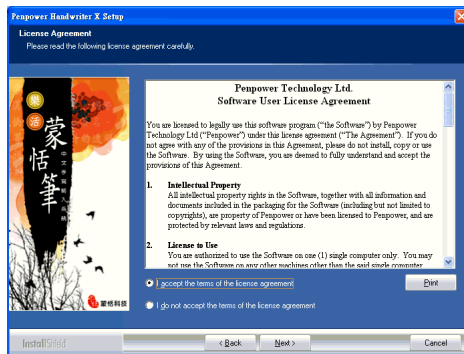 Penpower Handwriter X Setup
License Agreement
Please read the following license agreement carefully.
樂
活
蒙
恬
筆
中文手寫輸入系統
蒙恬科技
Penpower Technology Ltd.
Software User License Agreement
You are licensed to legally use this software program ("the Software") by Penpower
Technology Ltd ("Penpower") under this license agreement ("The Agreement"). If you do
not agree with any of the provisions in this Agreement, please do not install, copy or use
the Software. By using the Software, you are deemed to fully understand and accept the
provisions of this Agreement.
1. Intellectual Property
All intellectual property rights in the Software, together with all information and
documents included in the packaging for the Software (including but not limited to
copyrights), are property of Penpower or have been licensed to Penpower, and are
protected by relevant laws and regulations.
2. License to Use
You are authorized to use the Software on one (1) single computer only. You may
not use the Software on any other machines other than the said single computer.
I accept the terms of the license agreement
Print
I do not accept the terms of the license agreement
InstallShield
< Back
Next >
Cancel